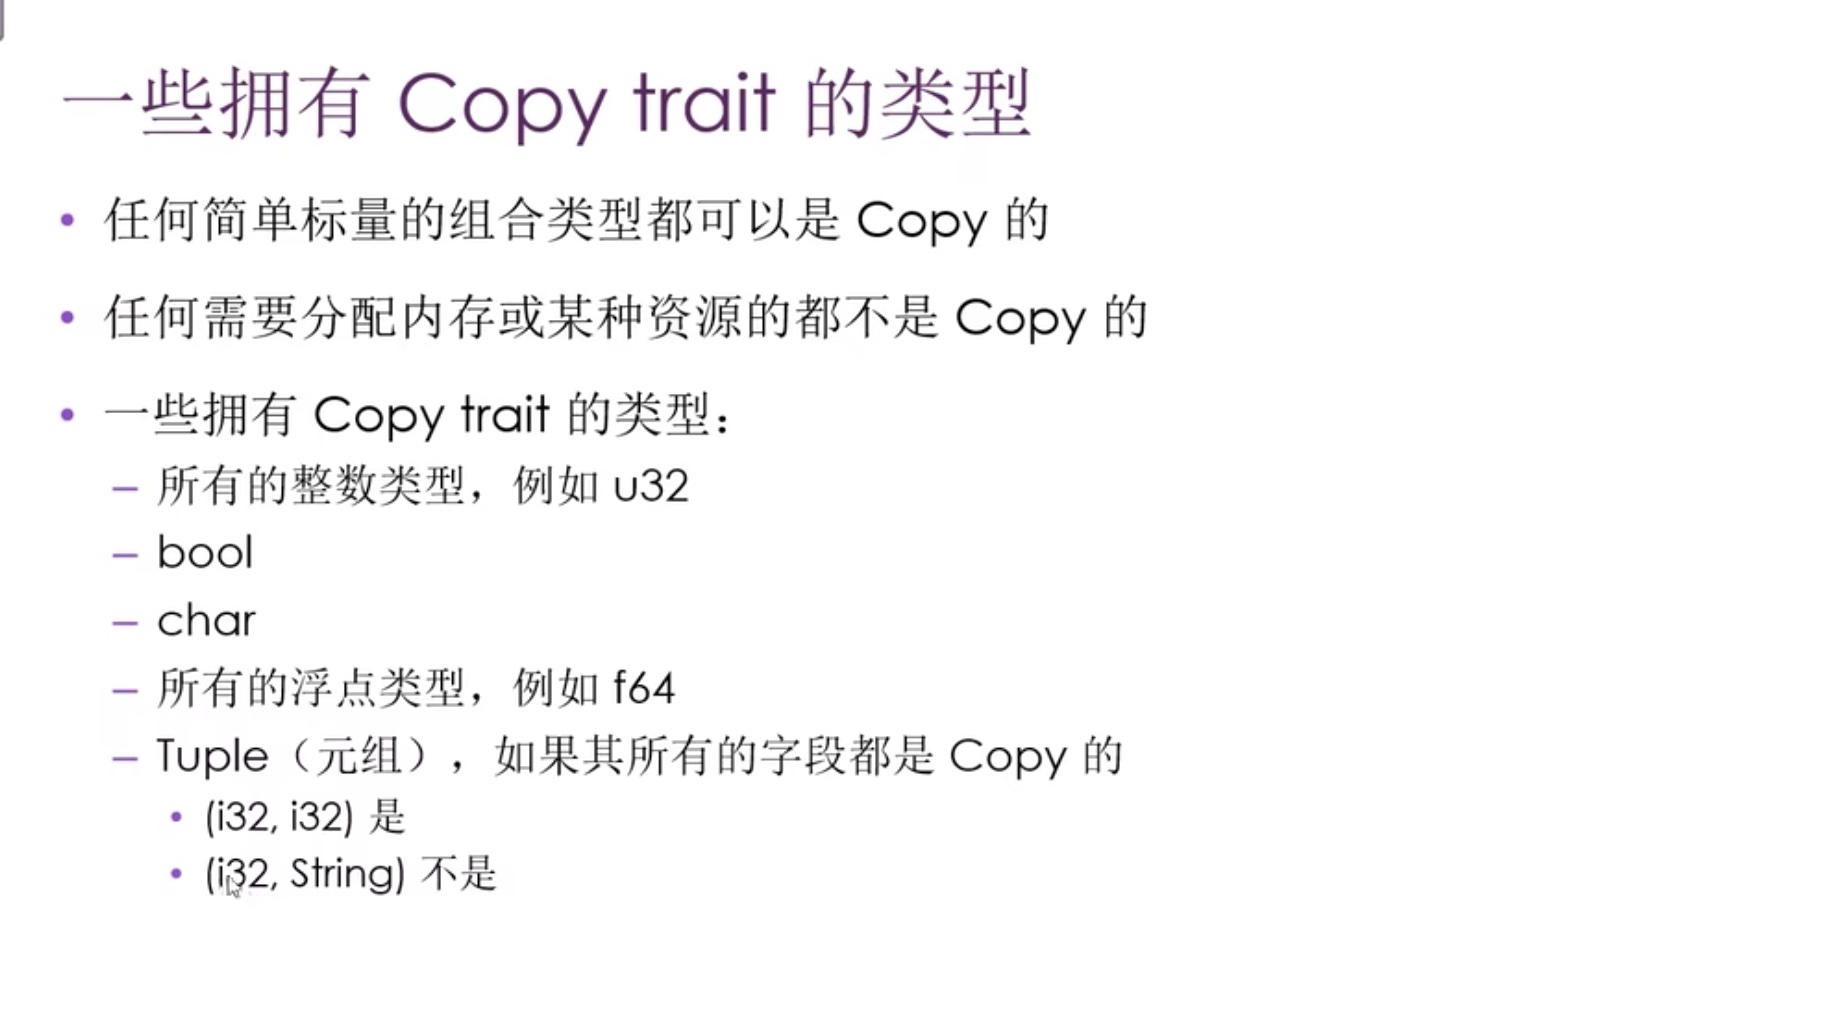 一些拥有 Copy trait 的类型
• 任何简单标量的组合类型都可以是 Copy 的
• 任何需要分配内存或某种资源的都不是 Copy 的
• 一些拥有 Copy trait 的类型：
– 所有的整数类型，例如 u32
– bool
– char
– 所有的浮点类型，例如 f64
– Tuple（元组），如果其所有的字段都是 Copy 的
• (i32, i32) 是
• (i32, String) 不是